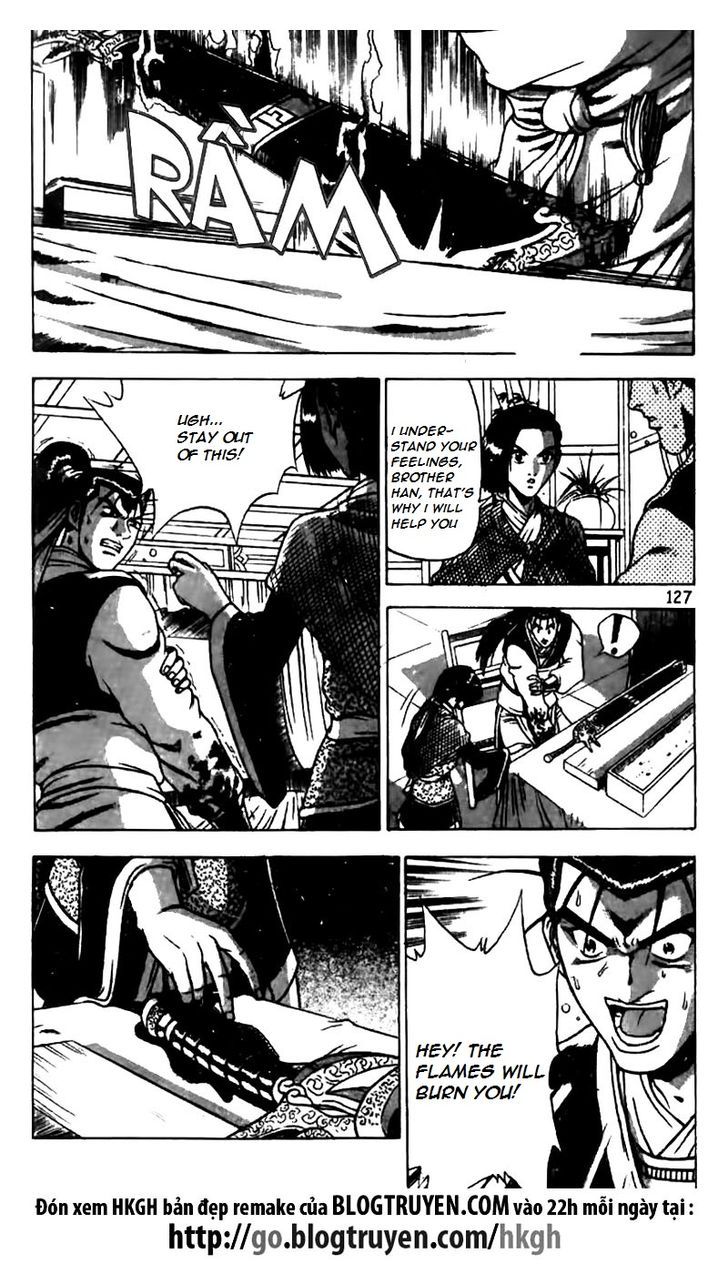 RẦM
UGH...
STAY OUT
OF THIS!
I UNDER-
STAND YOUR
FEELINGS,
BROTHER
HAN, THAT'S
WHY I WILL
HELP YOU
127
!
HEY! THE
FLAMES WILL
BURN YOU!
Đón xem HKGH bản đẹp remake của BLOGTRUYEN.COM vào 22h mỗi ngày tại :
http://go.blogtruyen.com/hkgh